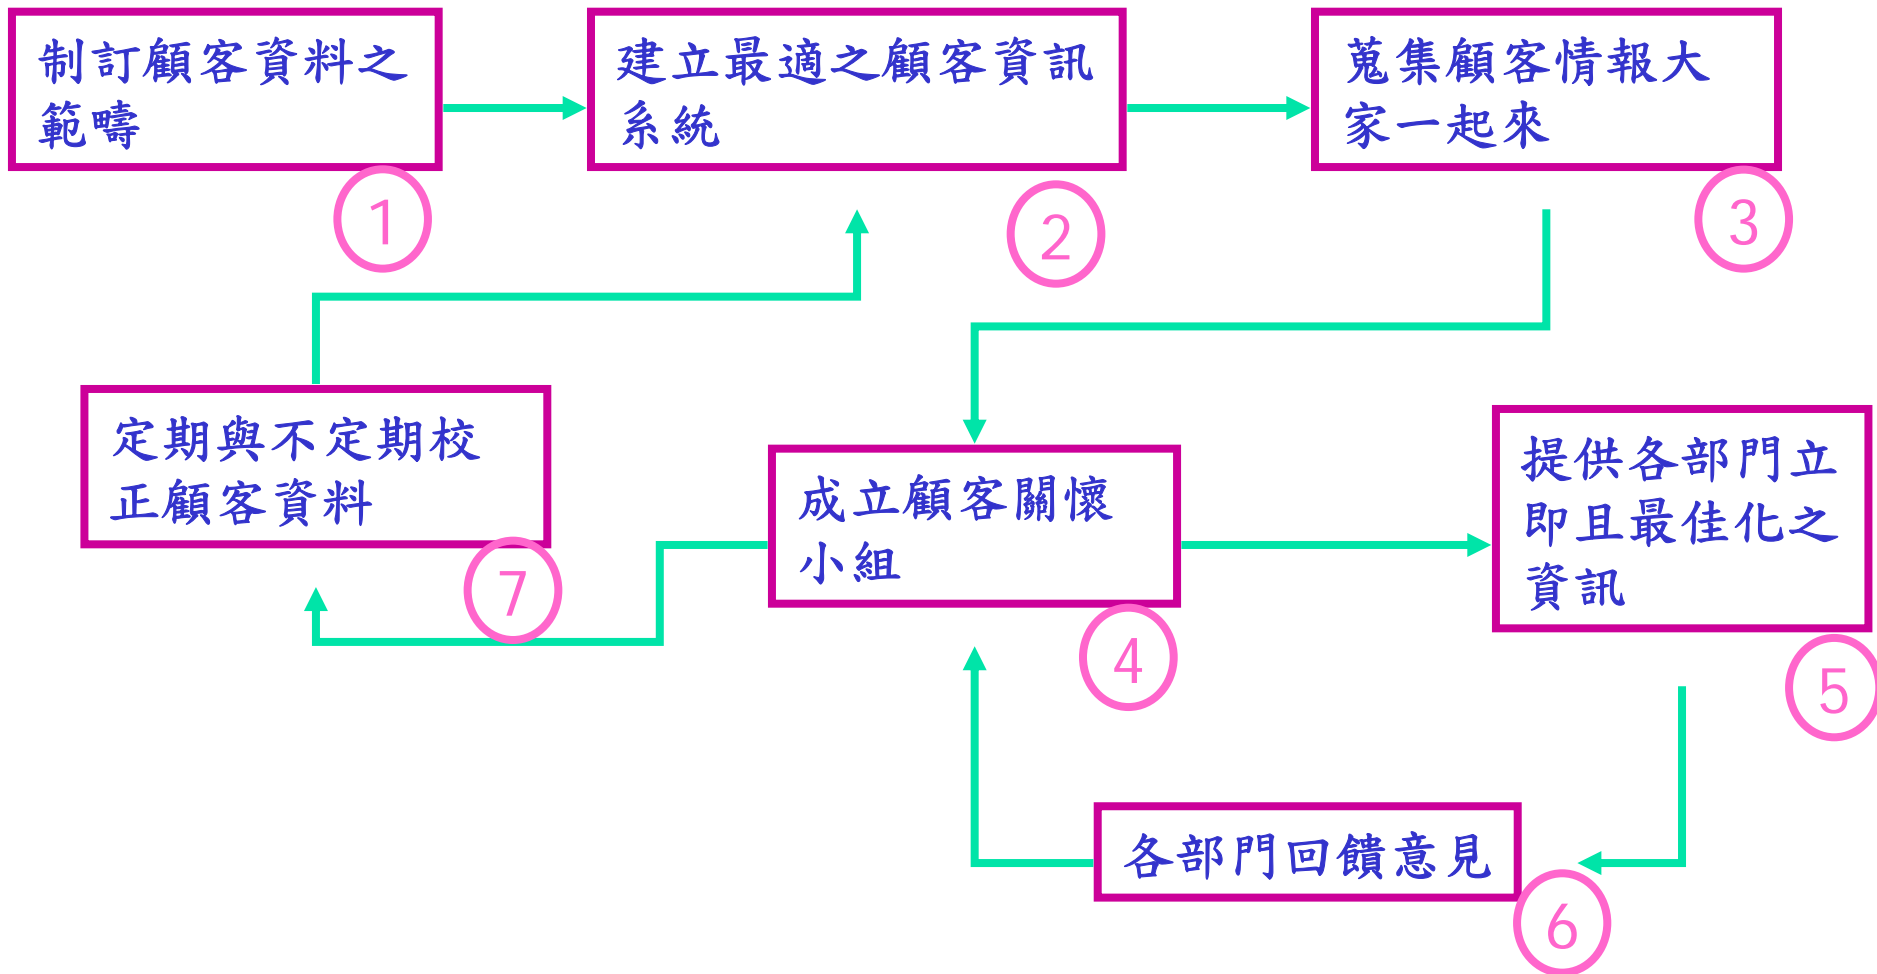 制訂顧客資料之
範疇
1
建立最適之顧客資訊
系統
2
蒐集顧客情報大
家一起來
3
定期與不定期校
正顧客資料
7
成立顧客關懷
小組
4
提供各部門立
即且最佳化之
資訊
5
各部門回饋意見
6